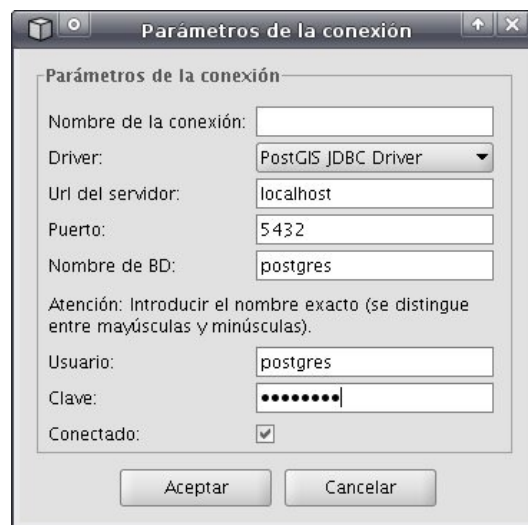 Parámetros de la conexión
Parámetros de la conexión
Nombre de la conexión:
Driver: PostGIS JDBC Driver
Url del servidor: localhost
Puerto: 5432
Nombre de BD: postgres
Atención: Introducir el nombre exacto (se distingue
entre mayúsculas y minúsculas).
Usuario: postgres
Clave: ••••••••
Conectado:
Aceptar Cancelar